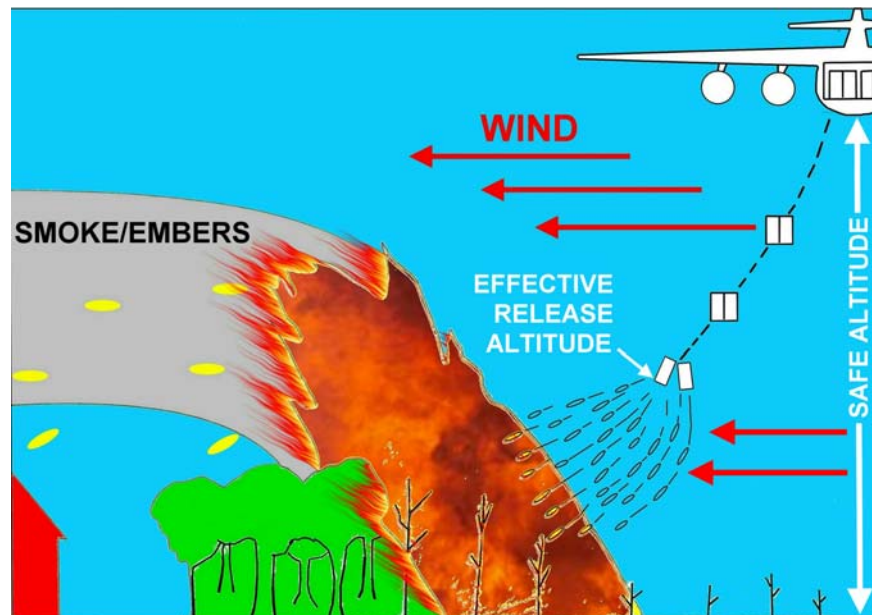 WIND
SMOKE/EMBERS
EFFECTIVE
RELEASE
ALTITUDE
SAFE ALTITUDE